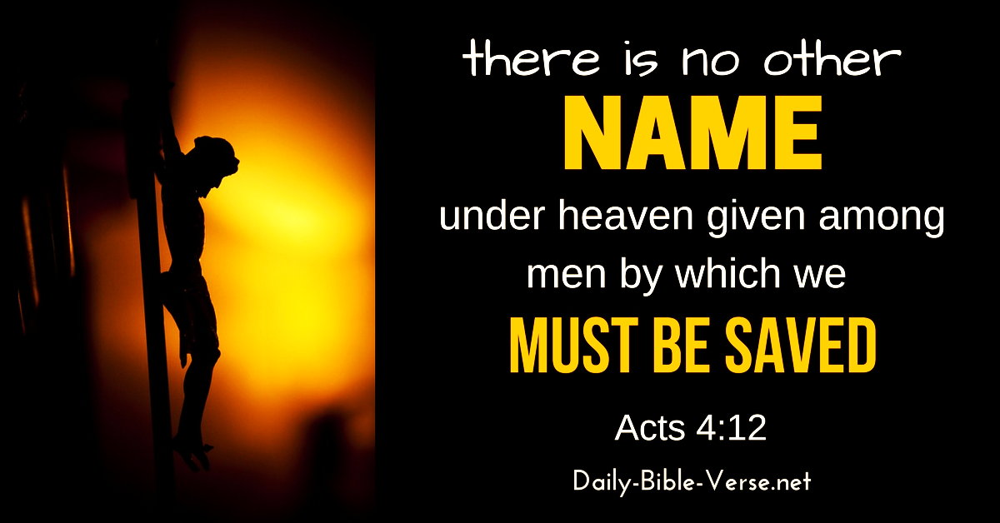 there is no other
NAME
under heaven given among
men by which we
MUST BE SAVED
Acts 4:12
Daily-Bible-Verse.net